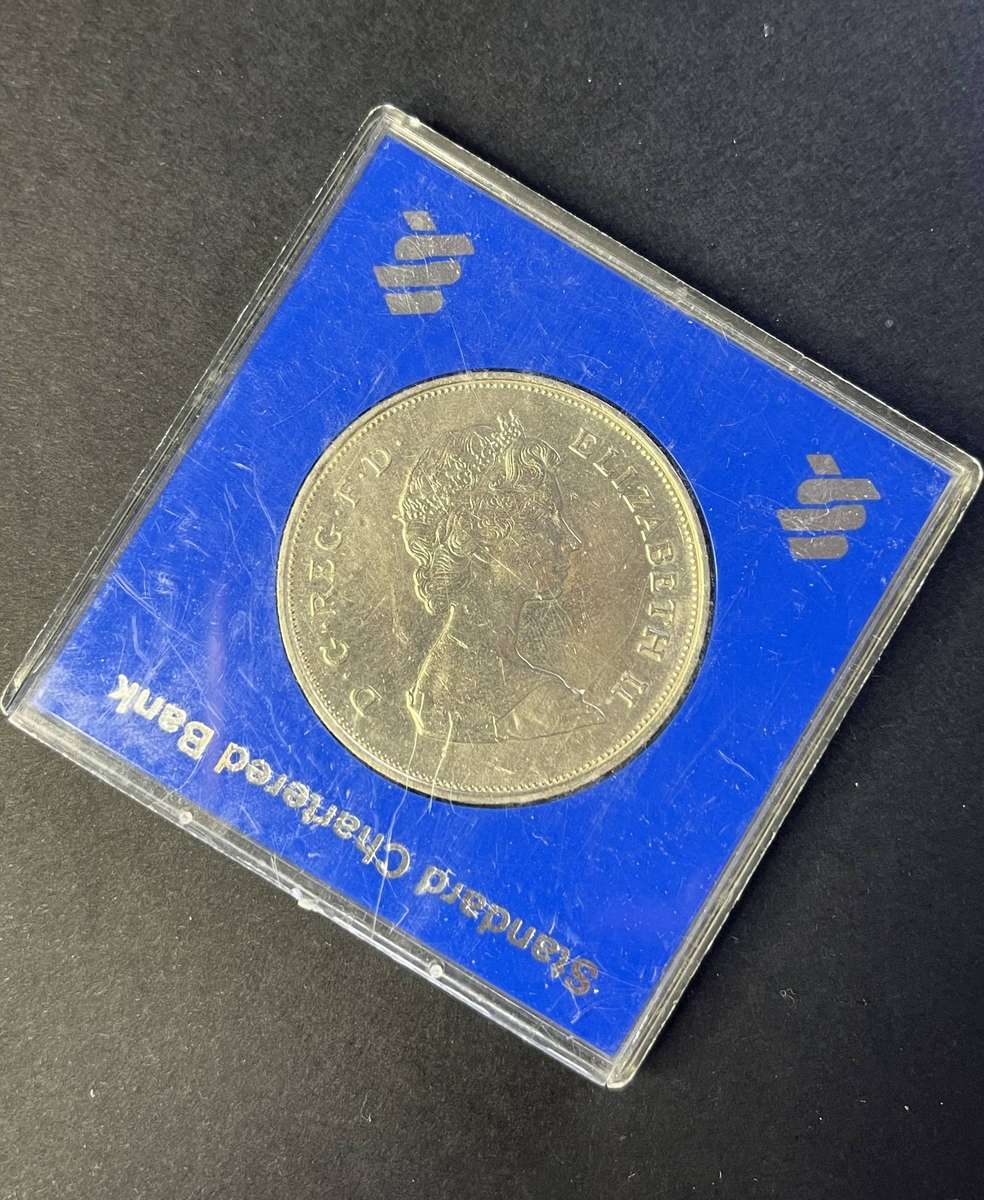 D · G · REG · F · D · ELIZABETH II
Standard Chartered Bank